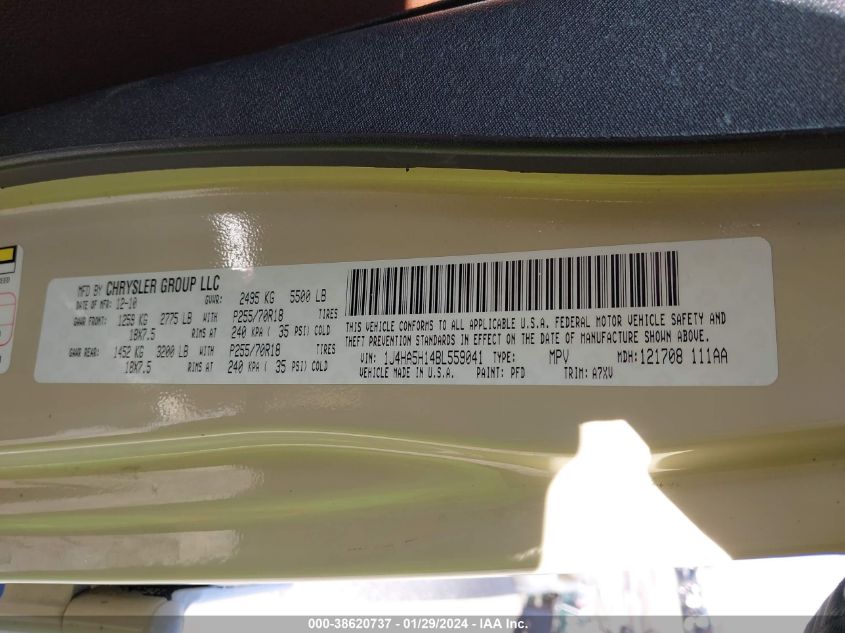 MFD BY CHRYSLER GROUP LLC
DATE OF MFR: 12-10 GVWR: 2495 KG 5500 LB
GAWR FRONT: 1259 KG 2775 LB WITH P255/70R18 TIRES
18X7.5 RIMS AT 240 KPA ( 35 PSI) COLD
GAWR REAR: 1452 KG 3200 LB WITH P255/70R18 TIRES
18X7.5 RIMS AT 240 KPA ( 35 PSI) COLD
THIS VEHICLE CONFORMS TO ALL APPLICABLE U.S.A. FEDERAL MOTOR VEHICLE SAFETY AND
THEFT PREVENTION STANDARDS IN EFFECT ON THE DATE OF MANUFACTURE SHOWN ABOVE.
VIN: 1J4HA5H14BL559041 TYPE: MPV MDH: 121708 111AA
VEHICLE MADE IN U.S.A. PAINT: PFD TRIM: A7XV
000-38620737 - 01/29/2024 - IAA Inc.